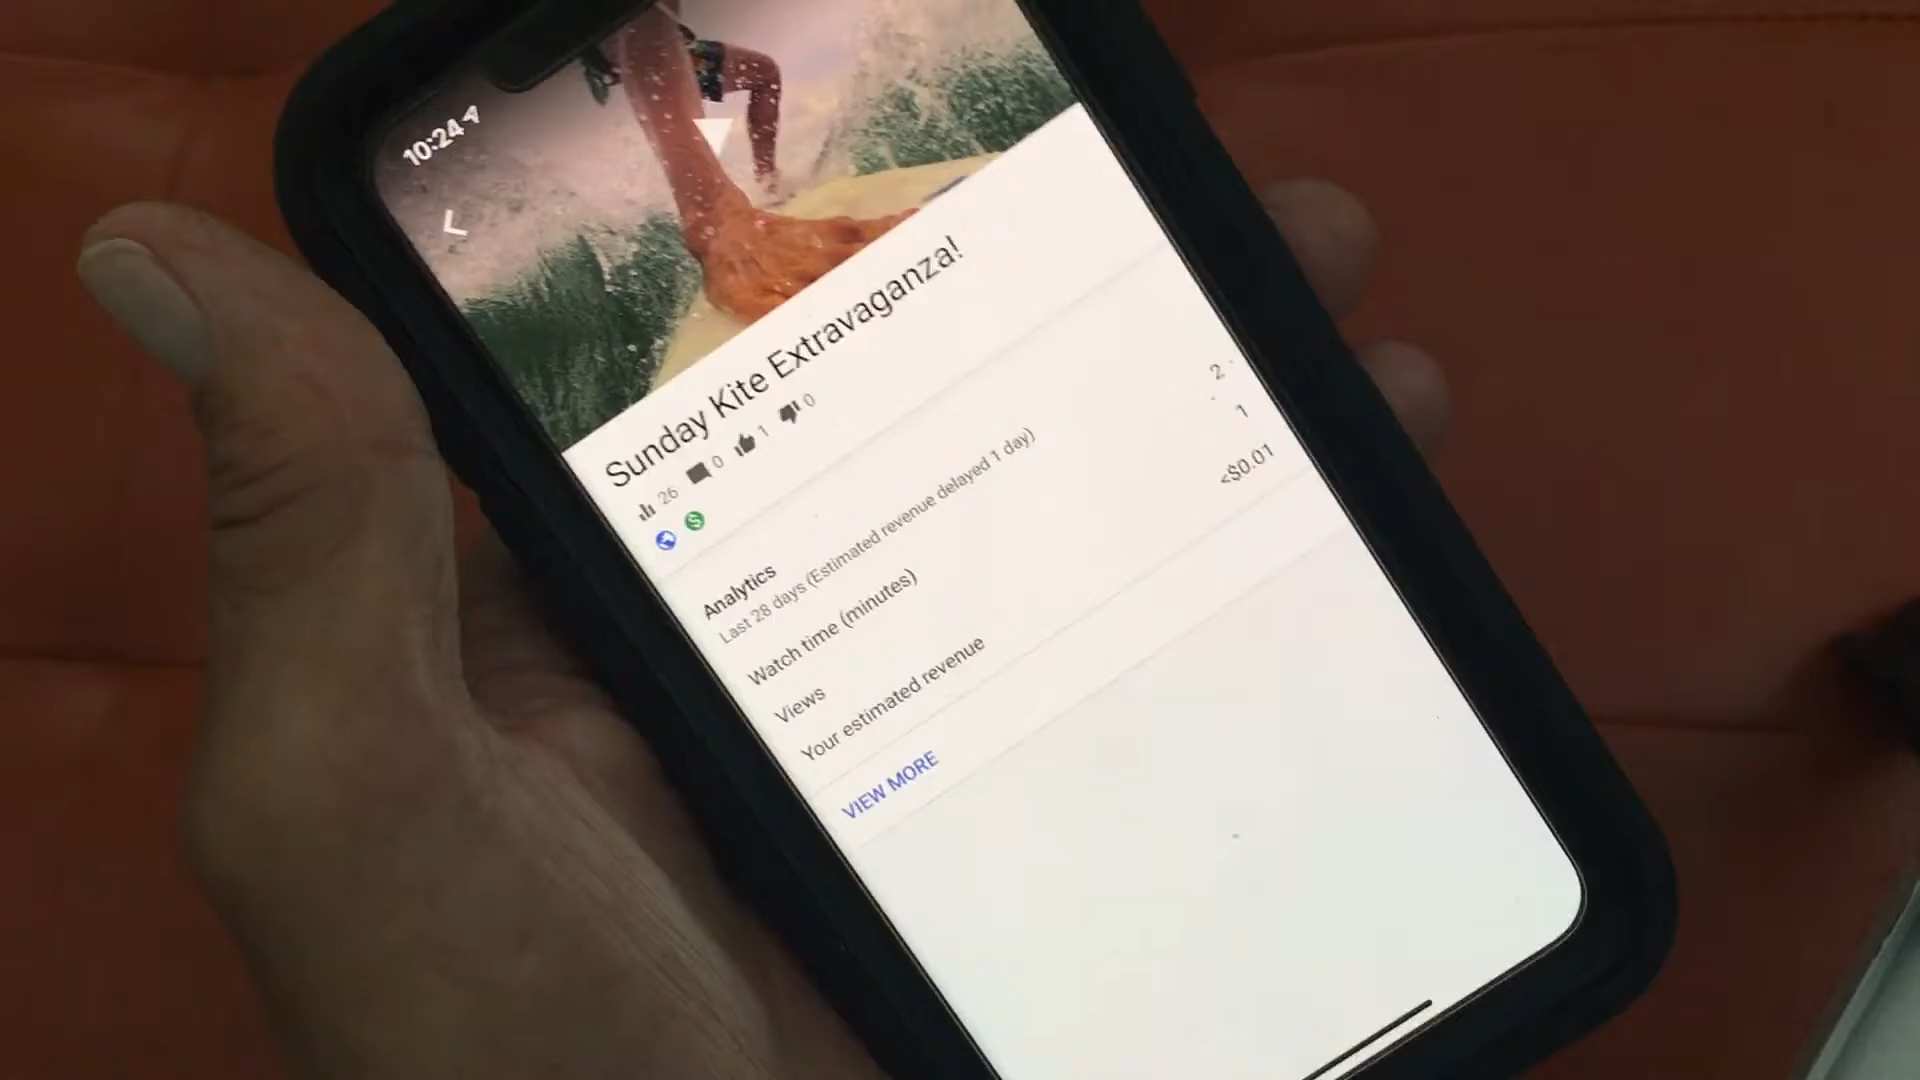 10:24
Sunday Kite Extravaganza!
26 0 1 0
Analytics
Last 28 days (Estimated revenue delayed 1 day)
Watch time (minutes) 2
Views 1
Your estimated revenue <$0.01
VIEW MORE